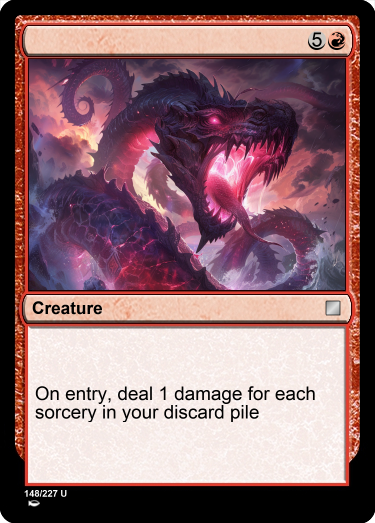 5
Creature
On entry, deal 1 damage for each
sorcery in your discard pile
148/227 U